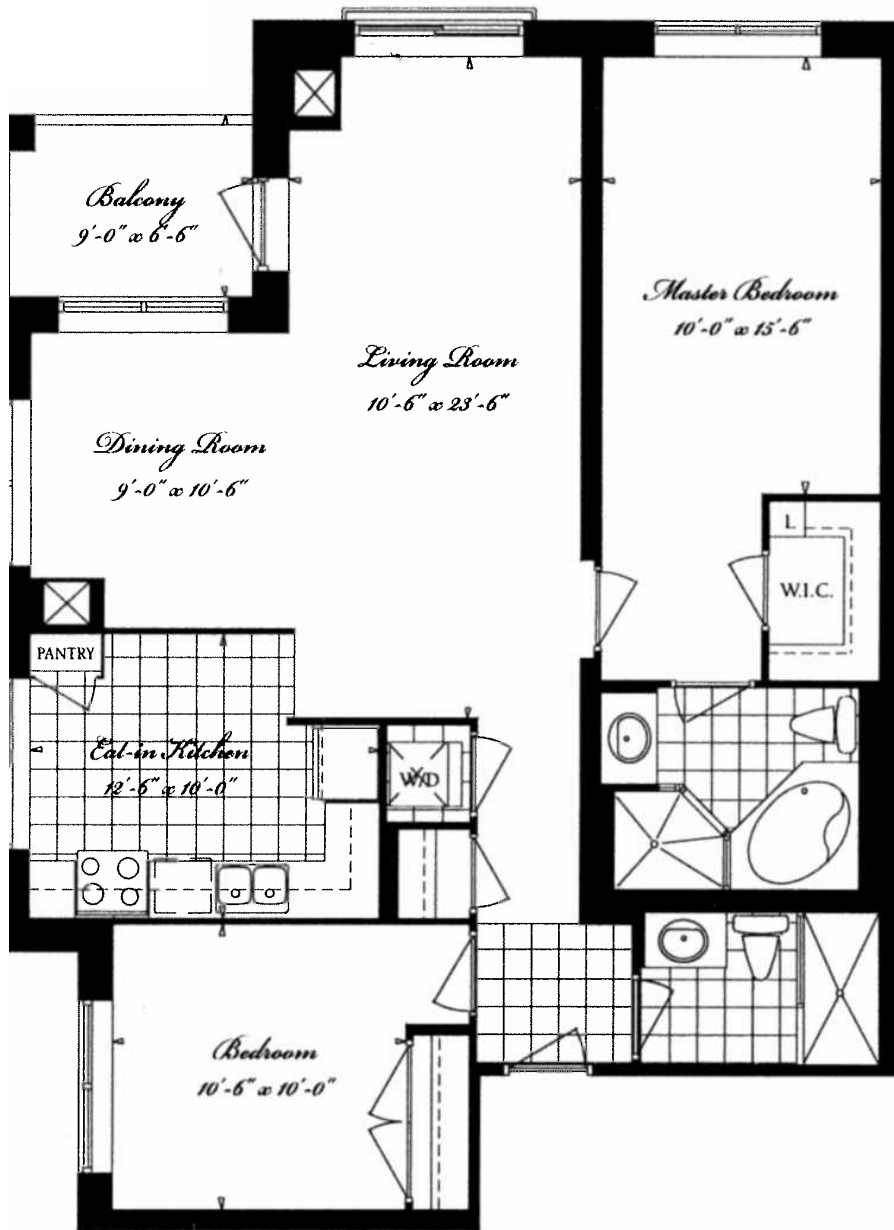 Balcony
9'-0" x 6'-6"
Master Bedroom
10'-0" x 15'-6"
Living Room
10'-6" x 23'-6"
Dining Room
9'-0" x 10'-6"
L
W.I.C.
PANTRY
Eat-in Kitchen
12'-6" x 10'-0"
W/D
Bedroom
10'-6" x 10'-0"